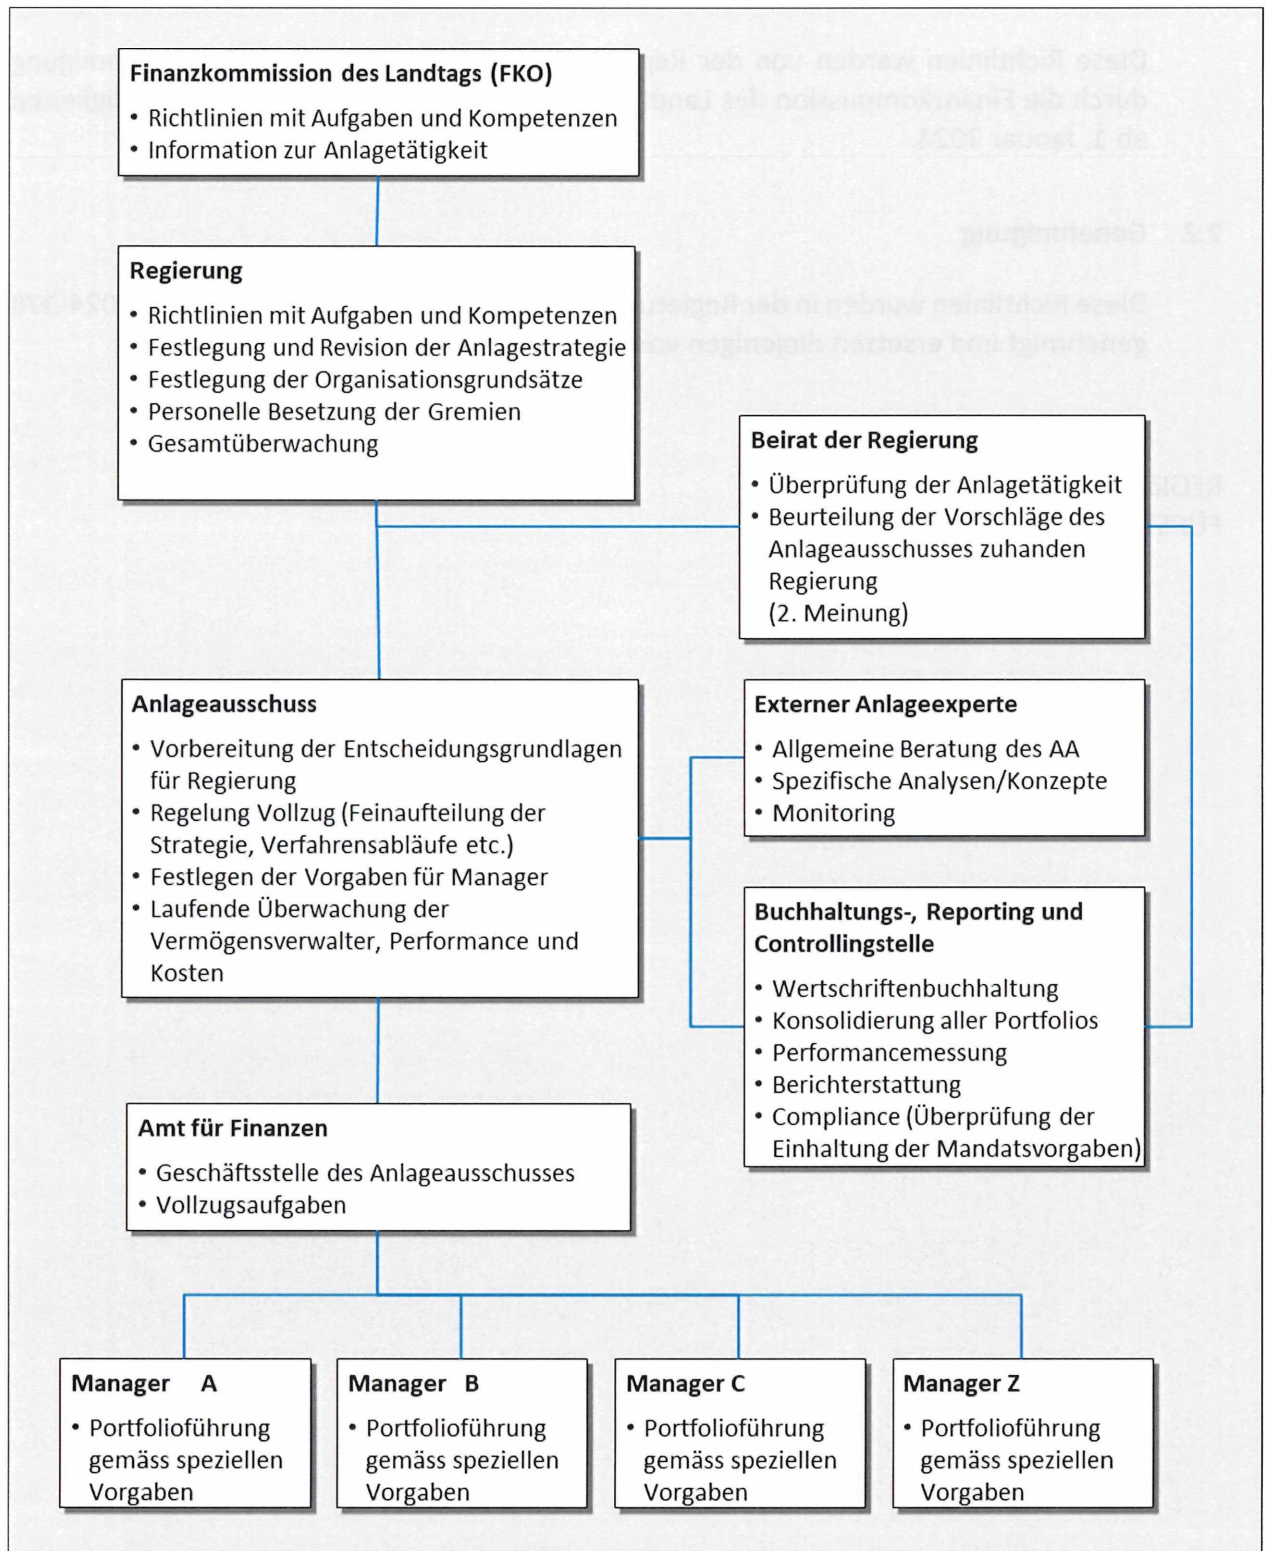 Finanzkommission des Landtags (FKO)
• Richtlinien mit Aufgaben und Kompetenzen
• Information zur Anlagetätigkeit
Regierung
• Richtlinien mit Aufgaben und Kompetenzen
• Festlegung und Revision der Anlagestrategie
• Festlegung der Organisationsgrundsätze
• Personelle Besetzung der Gremien
• Gesamtüberwachung
Beirat der Regierung
• Überprüfung der Anlagetätigkeit
• Beurteilung der Vorschläge des
Anlageausschusses zuhanden
Regierung
(2. Meinung)
Anlageausschuss
• Vorbereitung der Entscheidungsgrundlagen
für Regierung
• Regelung Vollzug (Feinaufteilung der
Strategie, Verfahrensabläufe etc.)
• Festlegen der Vorgaben für Manager
• Laufende Überwachung der
Vermögensverwalter, Performance und
Kosten
Externer Anlageexperte
• Allgemeine Beratung des AA
• Spezifische Analysen/Konzepte
• Monitoring
Buchhaltungs-, Reporting und
Controllingstelle
• Wertschriftenbuchhaltung
• Konsolidierung aller Portfolios
• Performancemessung
• Berichterstattung
• Compliance (Überprüfung der
Einhaltung der Mandatsvorgaben)
Amt für Finanzen
• Geschäftsstelle des Anlageausschusses
• Vollzugsaufgaben
Manager A
• Portfolioführung
gemäss speziellen
Vorgaben
Manager B
• Portfolioführung
gemäss speziellen
Vorgaben
Manager C
• Portfolioführung
gemäss speziellen
Vorgaben
Manager Z
• Portfolioführung
gemäss speziellen
Vorgaben